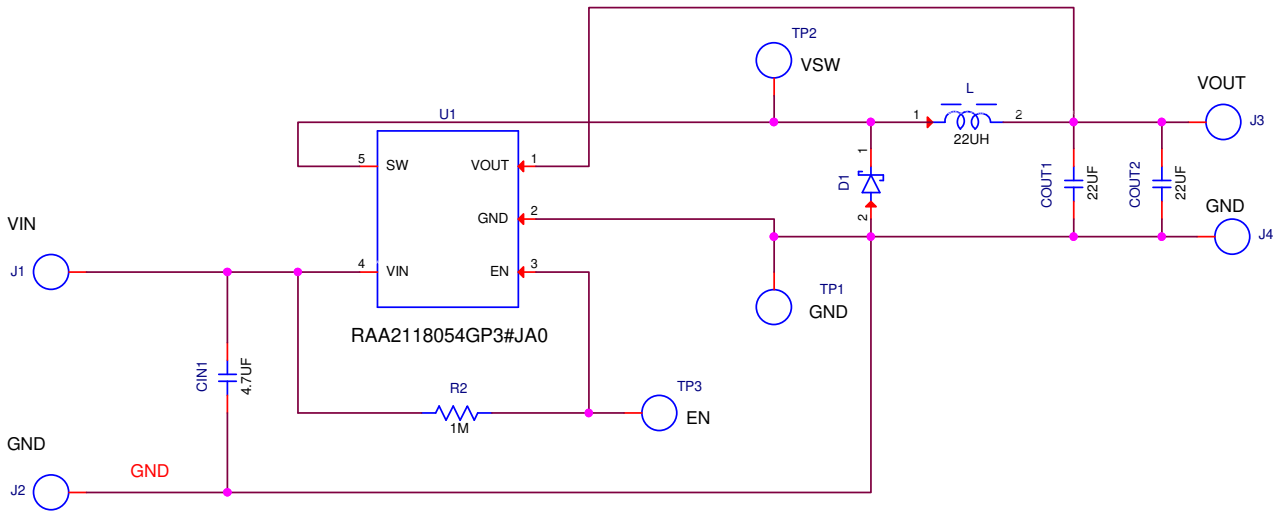 TP2
VSW
L
1
2
22UH
VOUT
J3
U1
5
SW
VOUT
1
GND
2
VIN
4
EN
3
RAA2118054GP3#JA0
1
D1
2
COUT1
22UF
COUT2
22UF
GND
J4
VIN
J1
TP1
GND
CIN1
4.7UF
R2
1M
TP3
EN
GND
J2
GND